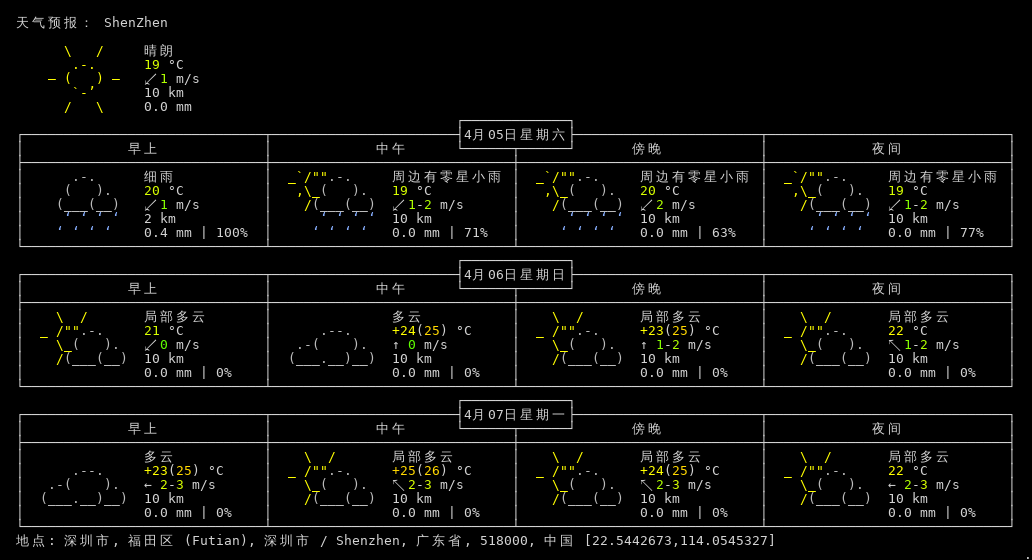 天气预报： ShenZhen
晴朗
19 °C
↙ 1 m/s
10 km
0.0 mm
4月05日星期六
早上 中午 傍晚 夜间
细雨 周边有零星小雨 周边有零星小雨 周边有零星小雨
20 °C 19 °C 20 °C 19 °C
↙ 1 m/s ↙ 1-2 m/s ↙ 2 m/s ↙ 1-2 m/s
2 km 10 km 10 km 10 km
0.4 mm | 100% 0.0 mm | 71% 0.0 mm | 63% 0.0 mm | 77%
4月06日星期日
早上 中午 傍晚 夜间
局部多云 多云 局部多云 局部多云
21 °C +24(25) °C +23(25) °C 22 °C
↙ 0 m/s ↑ 0 m/s ↑ 1-2 m/s ↖ 1-2 m/s
10 km 10 km 10 km 10 km
0.0 mm | 0% 0.0 mm | 0% 0.0 mm | 0% 0.0 mm | 0%
4月07日星期一
早上 中午 傍晚 夜间
多云 局部多云 局部多云 局部多云
+23(25) °C +25(26) °C +24(25) °C 22 °C
← 2-3 m/s ↖ 2-3 m/s ↖ 2-3 m/s ← 2-3 m/s
10 km 10 km 10 km 10 km
0.0 mm | 0% 0.0 mm | 0% 0.0 mm | 0% 0.0 mm | 0%
地点: 深圳市, 福田区 (Futian), 深圳市 / Shenzhen, 广东省, 518000, 中国 [22.5442673,114.0545327]